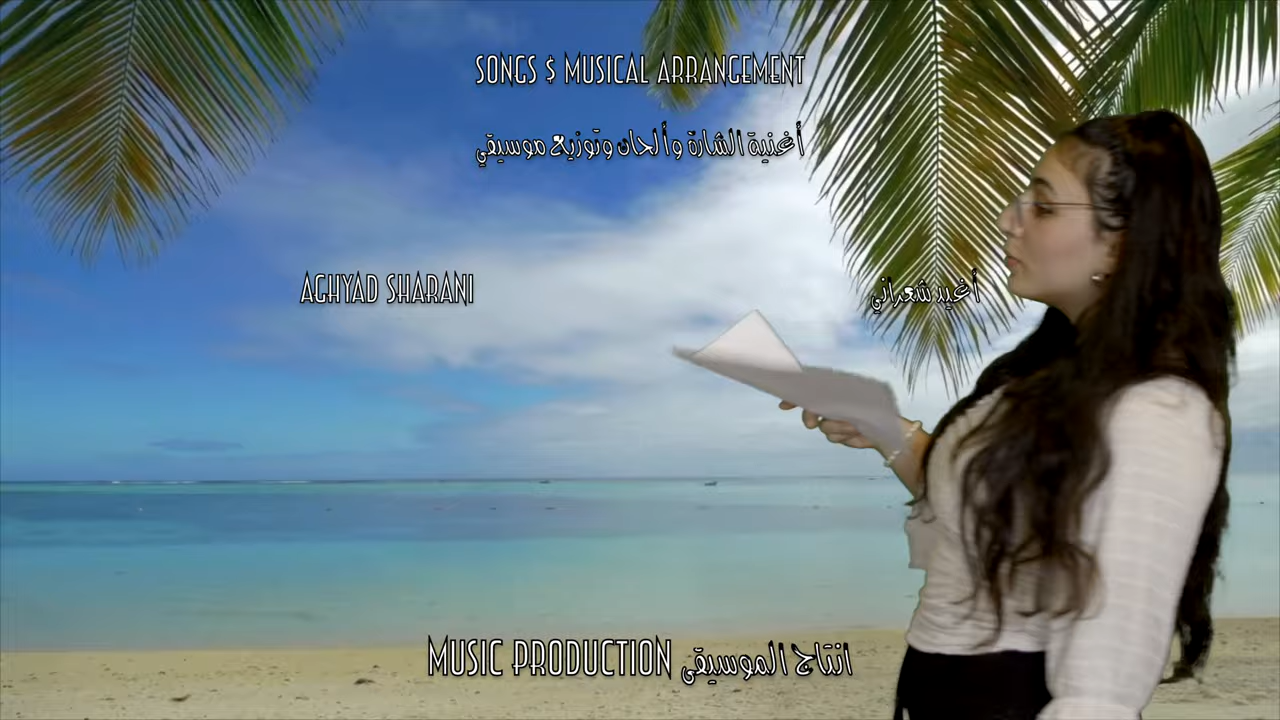 SONGS $ MUSICAL ARRANGEMENT
أغنية الشارة وألحان وتوزيع موسيقي
AGHYAD SHARANI
أغيد شعراني
MUSIC PRODUCTION انتاج الموسيقى